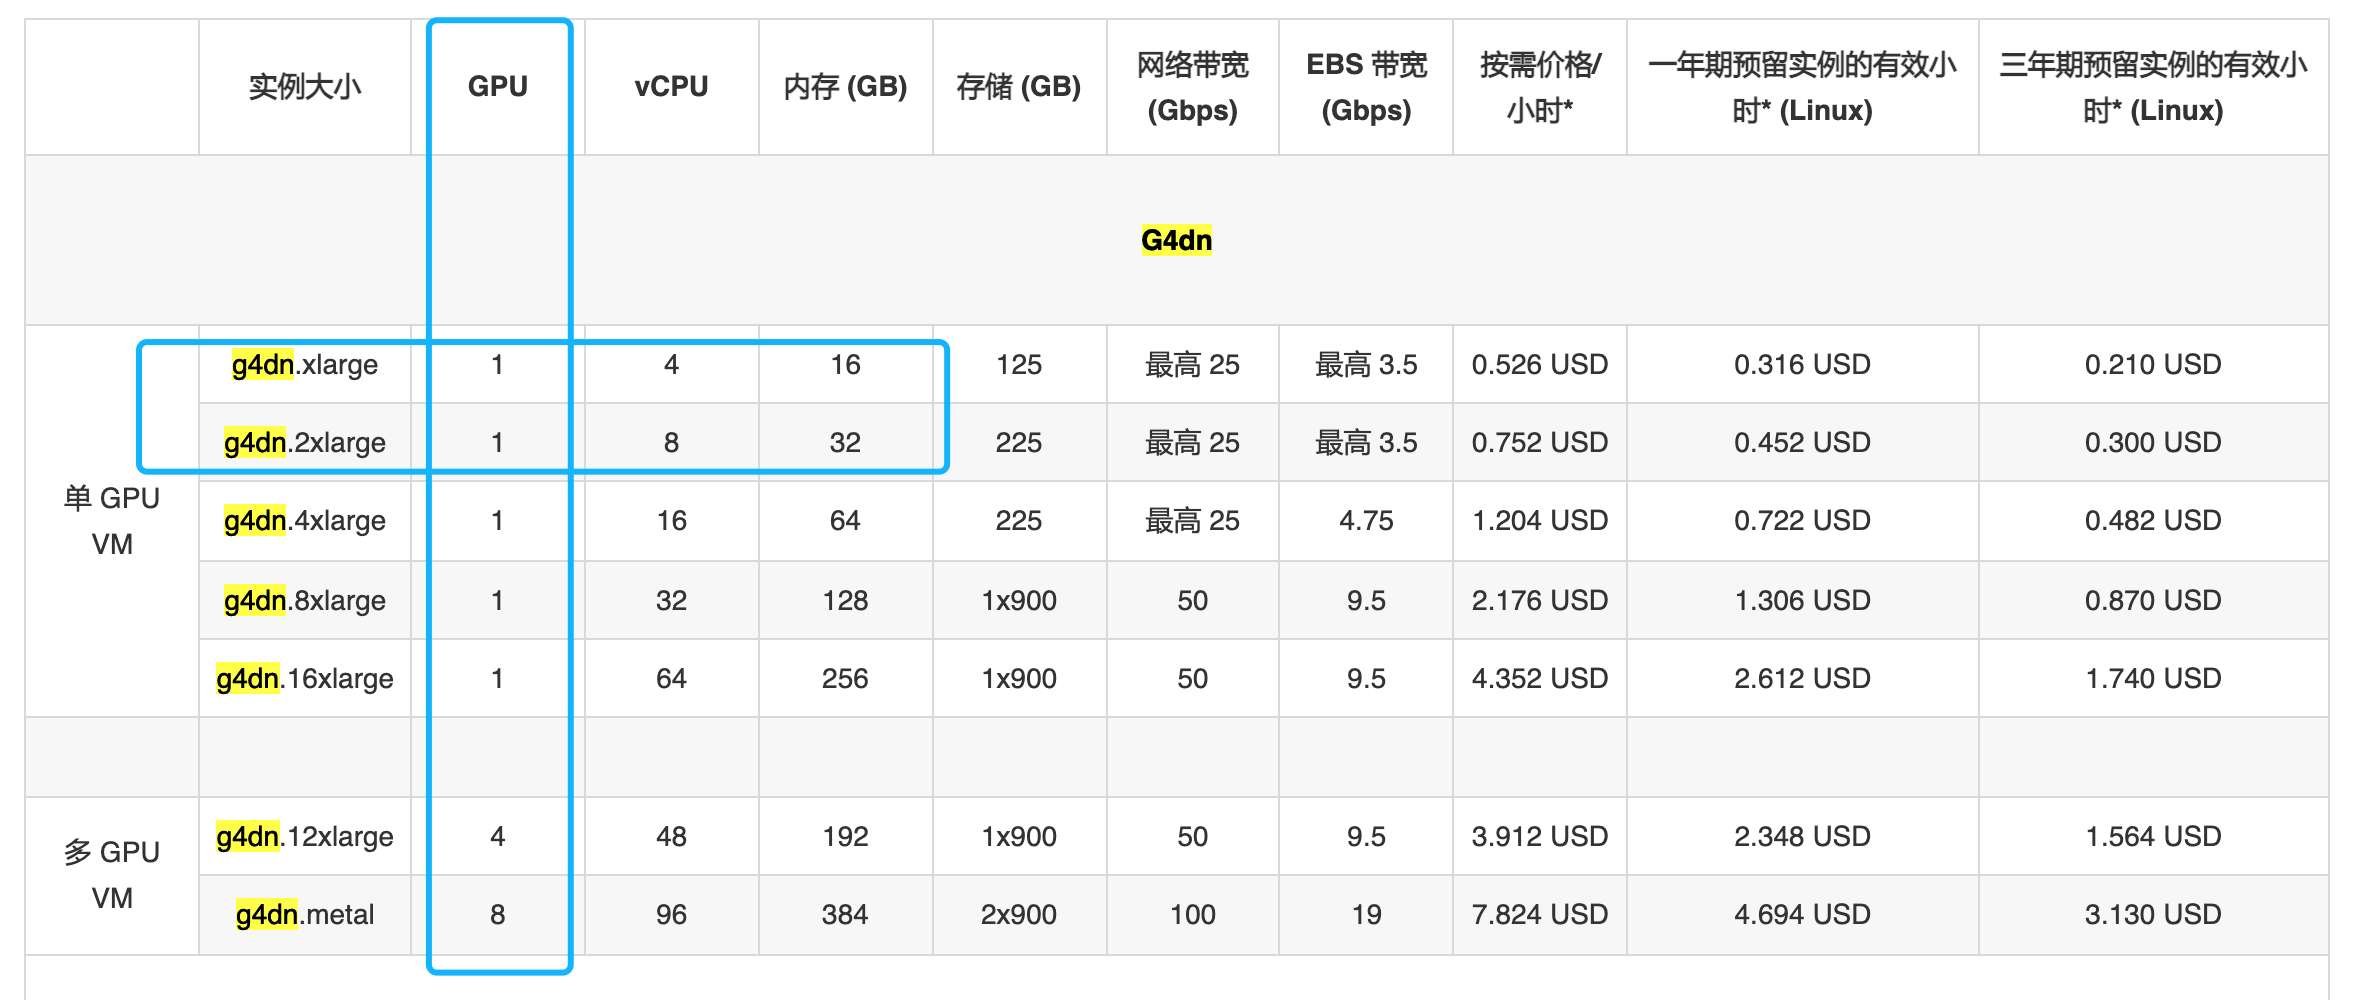 实例大小 GPU vCPU 内存 (GB) 存储 (GB) 网络带宽 (Gbps) EBS 带宽 (Gbps) 按需价格/小时* 一年期预留实例的有效小时* (Linux) 三年期预留实例的有效小时* (Linux)
G4dn
单 GPU VM
g4dn.xlarge 1 4 16 125 最高 25 最高 3.5 0.526 USD 0.316 USD 0.210 USD
g4dn.2xlarge 1 8 32 225 最高 25 最高 3.5 0.752 USD 0.452 USD 0.300 USD
g4dn.4xlarge 1 16 64 225 最高 25 4.75 1.204 USD 0.722 USD 0.482 USD
g4dn.8xlarge 1 32 128 1x900 50 9.5 2.176 USD 1.306 USD 0.870 USD
g4dn.16xlarge 1 64 256 1x900 50 9.5 4.352 USD 2.612 USD 1.740 USD
多 GPU VM
g4dn.12xlarge 4 48 192 1x900 50 9.5 3.912 USD 2.348 USD 1.564 USD
g4dn.metal 8 96 384 2x900 100 19 7.824 USD 4.694 USD 3.130 USD